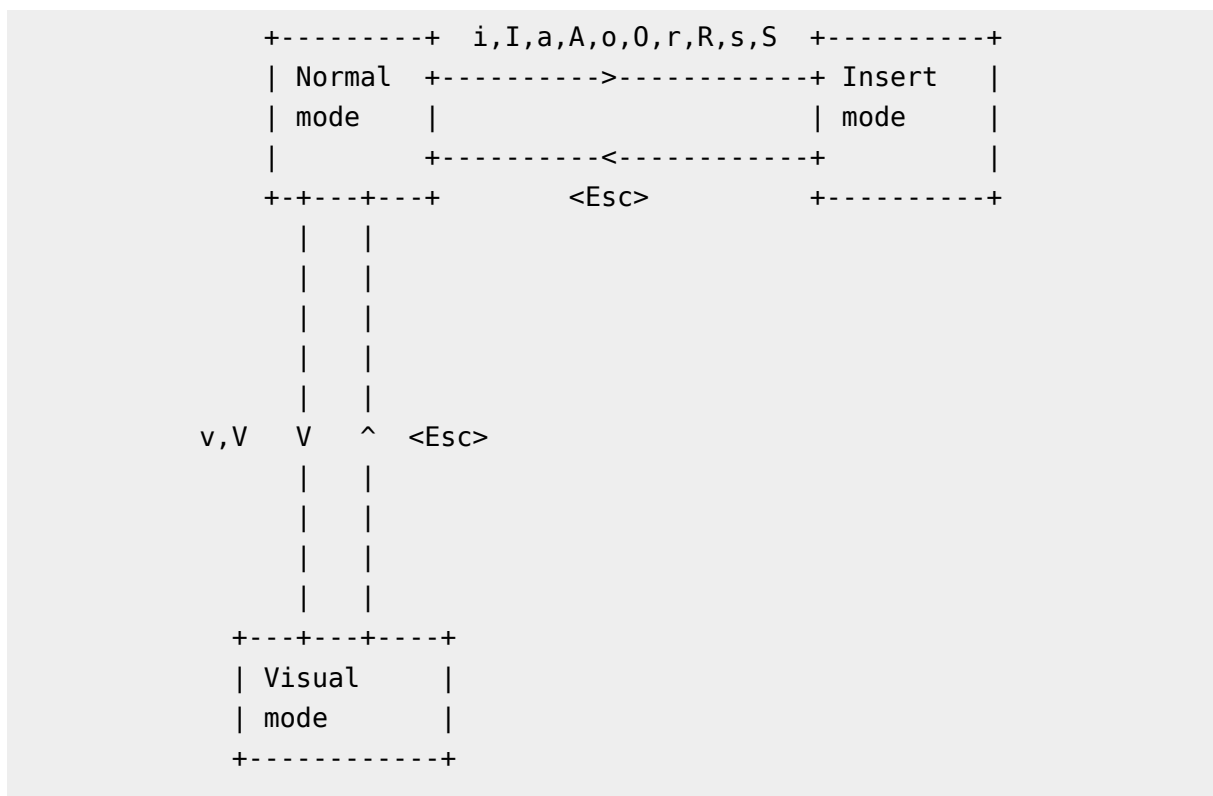 +---------+  i,I,a,A,o,O,r,R,s,S  +----------+
| Normal  +---------->------------+ Insert   |
| mode    |                       | mode     |
|         +----------<------------+          |
+-+---+---+        <Esc>          +----------+
|   |
|   |
|   |
|   |
|   |
v,V   V   ^  <Esc>
|   |
|   |
|   |
|   |
+---+---+----+
| Visual     |
| mode       |
+------------+